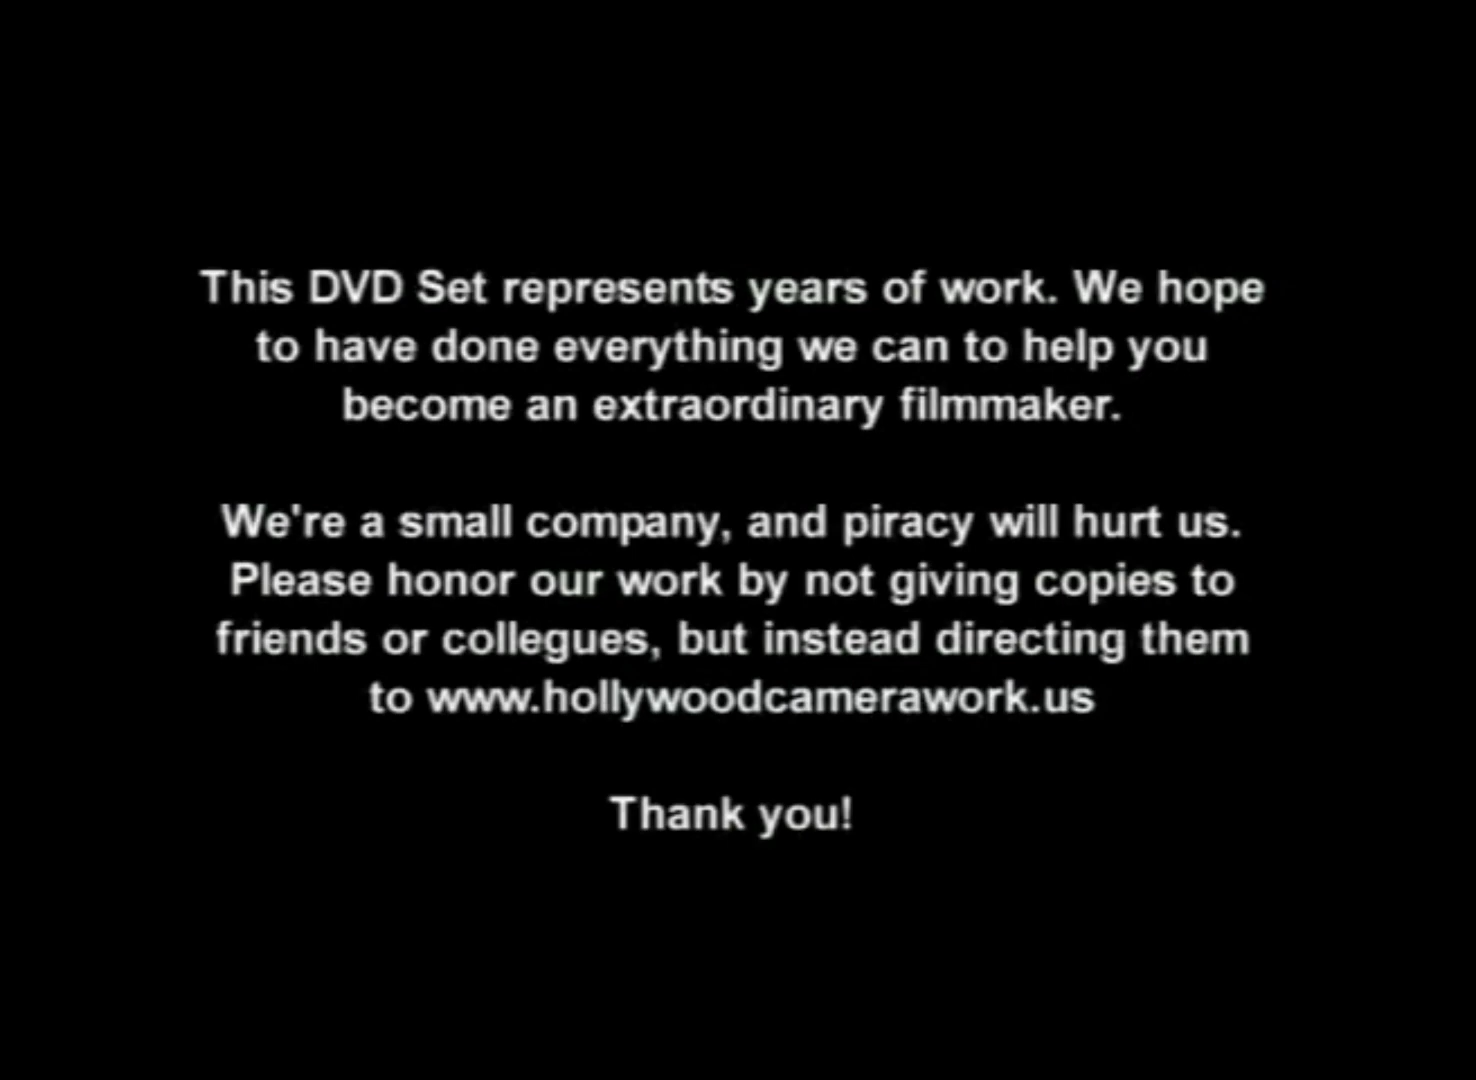 This DVD Set represents years of work. We hope
to have done everything we can to help you
become an extraordinary filmmaker.
We're a small company, and piracy will hurt us.
Please honor our work by not giving copies to
friends or collegues, but instead directing them
to www.hollywoodcamerawork.us
Thank you!